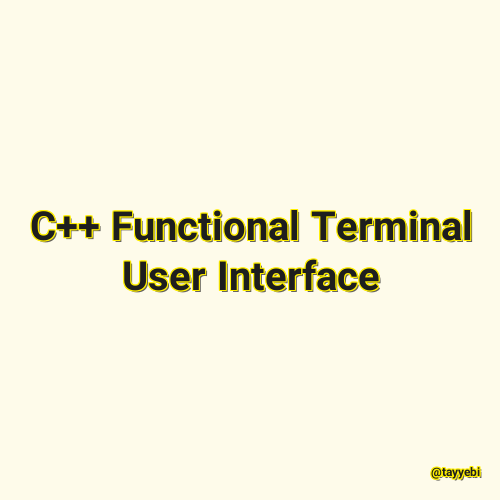 C++ Functional Terminal
User Interface
@tayyebi